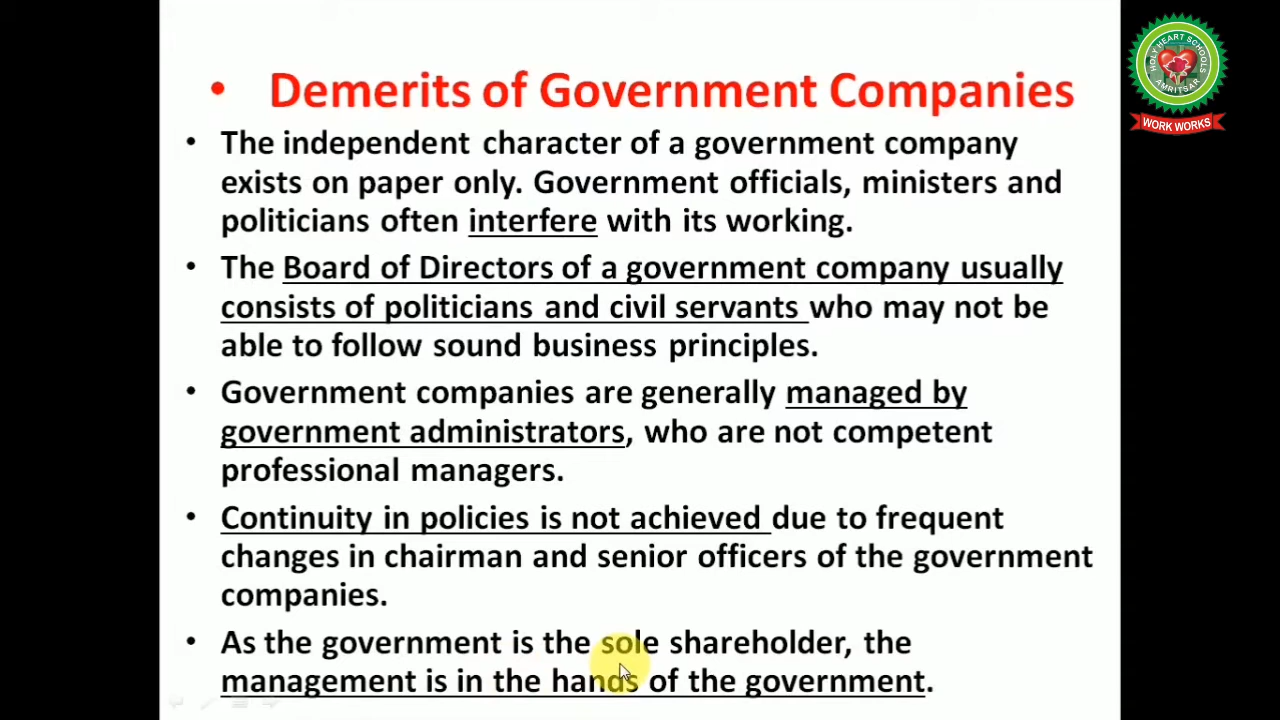 • Demerits of Government Companies
• The independent character of a government company
exists on paper only. Government officials, ministers and
politicians often interfere with its working.
• The Board of Directors of a government company usually
consists of politicians and civil servants who may not be
able to follow sound business principles.
• Government companies are generally managed by
government administrators, who are not competent
professional managers.
• Continuity in policies is not achieved due to frequent
changes in chairman and senior officers of the government
companies.
• As the government is the sole shareholder, the
management is in the hands of the government.
HOLY HEART SCHOOLS
AMRITSAR
WORK WORKS